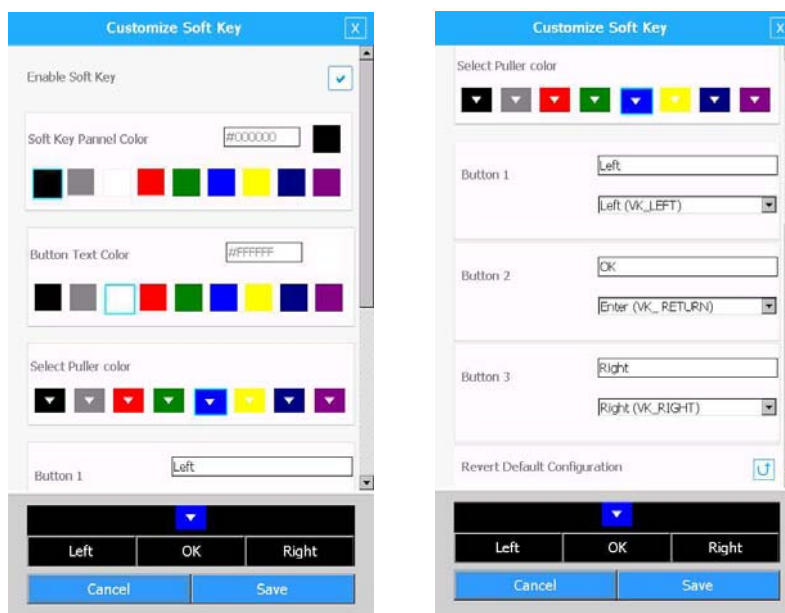 Customize Soft Key X
Enable Soft Key
Soft Key Pannel Color #000000
Button Text Color #FFFFFF
Select Puller color
Button 1 Left
Left OK Right
Cancel Save
Customize Soft Key X
Select Puller color
Button 1 Left
Left (VK_LEFT)
Button 2 OK
Enter (VK_ RETURN)
Button 3 Right
Right (VK_RIGHT)
Revert Default Configuration
Left OK Right
Cancel Save